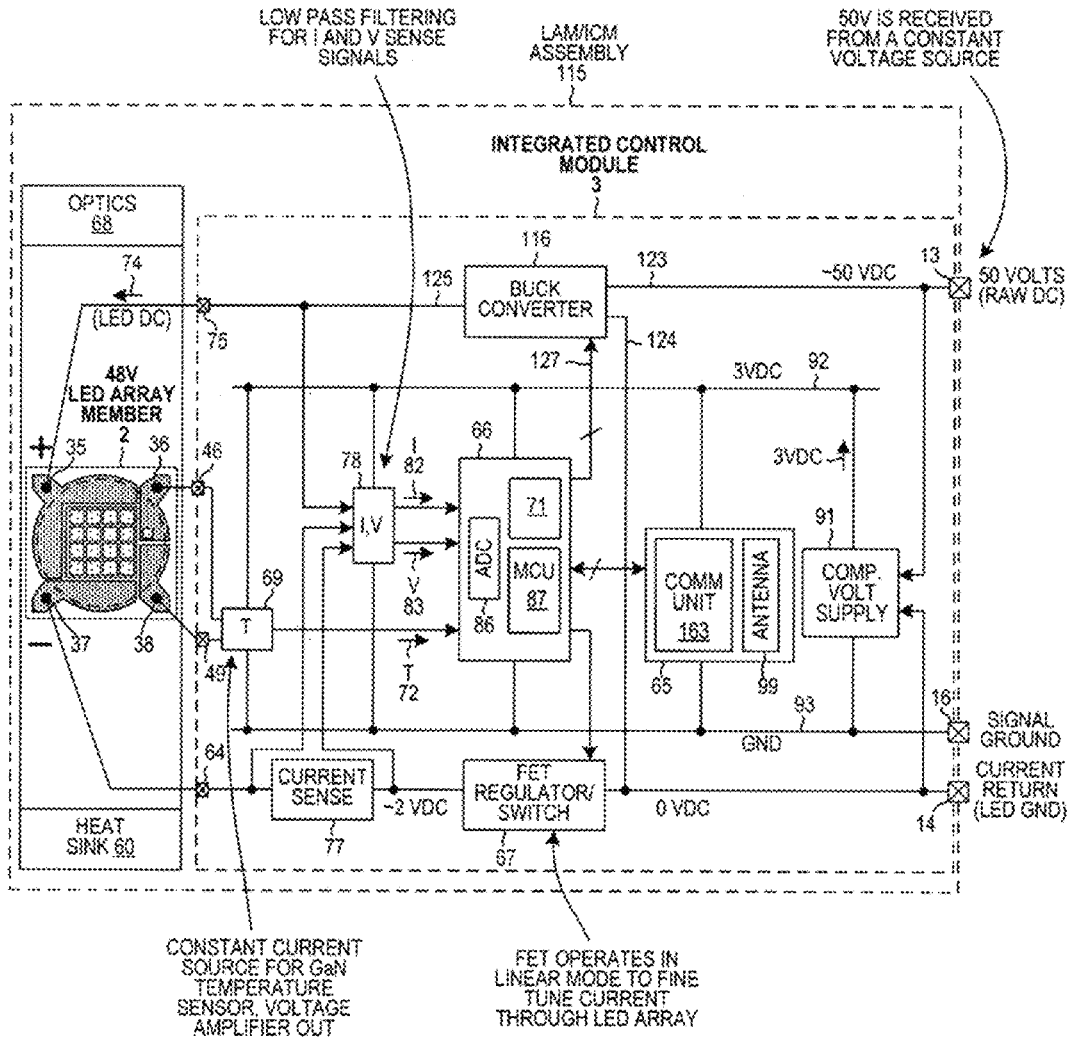 LOW PASS FILTERING
FOR I AND V SENSE
SIGNALS
LAM/ICM
ASSEMBLY
115
50V IS RECEIVED
FROM A CONSTANT
VOLTAGE SOURCE
INTEGRATED CONTROL
MODULE
3
OPTICS
68
74
(LED DC)
75
125
116
BUCK
CONVERTER
123
~50 VDC
13
50 VOLTS
(RAW DC)
124
127
48V
LED ARRAY
MEMBER
2
3VDC
92
+
35
36
46
78
I
82
66
71
3VDC
91
I,V
ADC
MCU
87
86
V
83
COMM
UNIT
163
ANTENNA
COMP.
VOLT
SUPPLY
69
T
37
38
49
T
72
65
99
93
16
SIGNAL
GROUND
GND
–
64
CURRENT
SENSE
77
~2 VDC
FET
REGULATOR/
SWITCH
67
0 VDC
CURRENT
RETURN
(LED GND)
14
HEAT
SINK 60
CONSTANT CURRENT
SOURCE FOR GaN
TEMPERATURE
SENSOR, VOLTAGE
AMPLIFIER OUT
FET OPERATES IN
LINEAR MODE TO FINE
TUNE CURRENT
THROUGH LED ARRAY